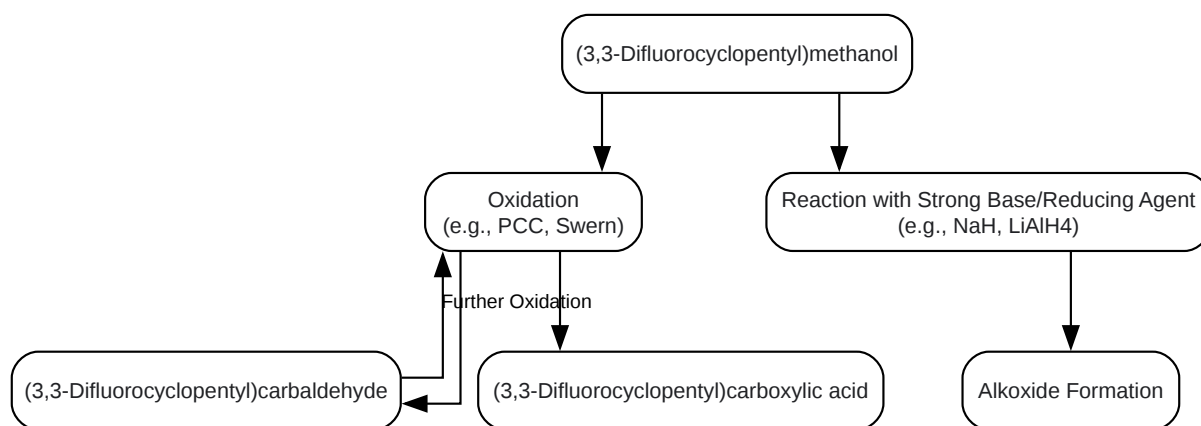 (3,3-Difluorocyclopentyl)methanol
Oxidation
(e.g., PCC, Swern)
Reaction with Strong Base/Reducing Agent
(e.g., NaH, LiAlH4)
Further Oxidation
(3,3-Difluorocyclopentyl)carbaldehyde
(3,3-Difluorocyclopentyl)carboxylic acid
Alkoxide Formation